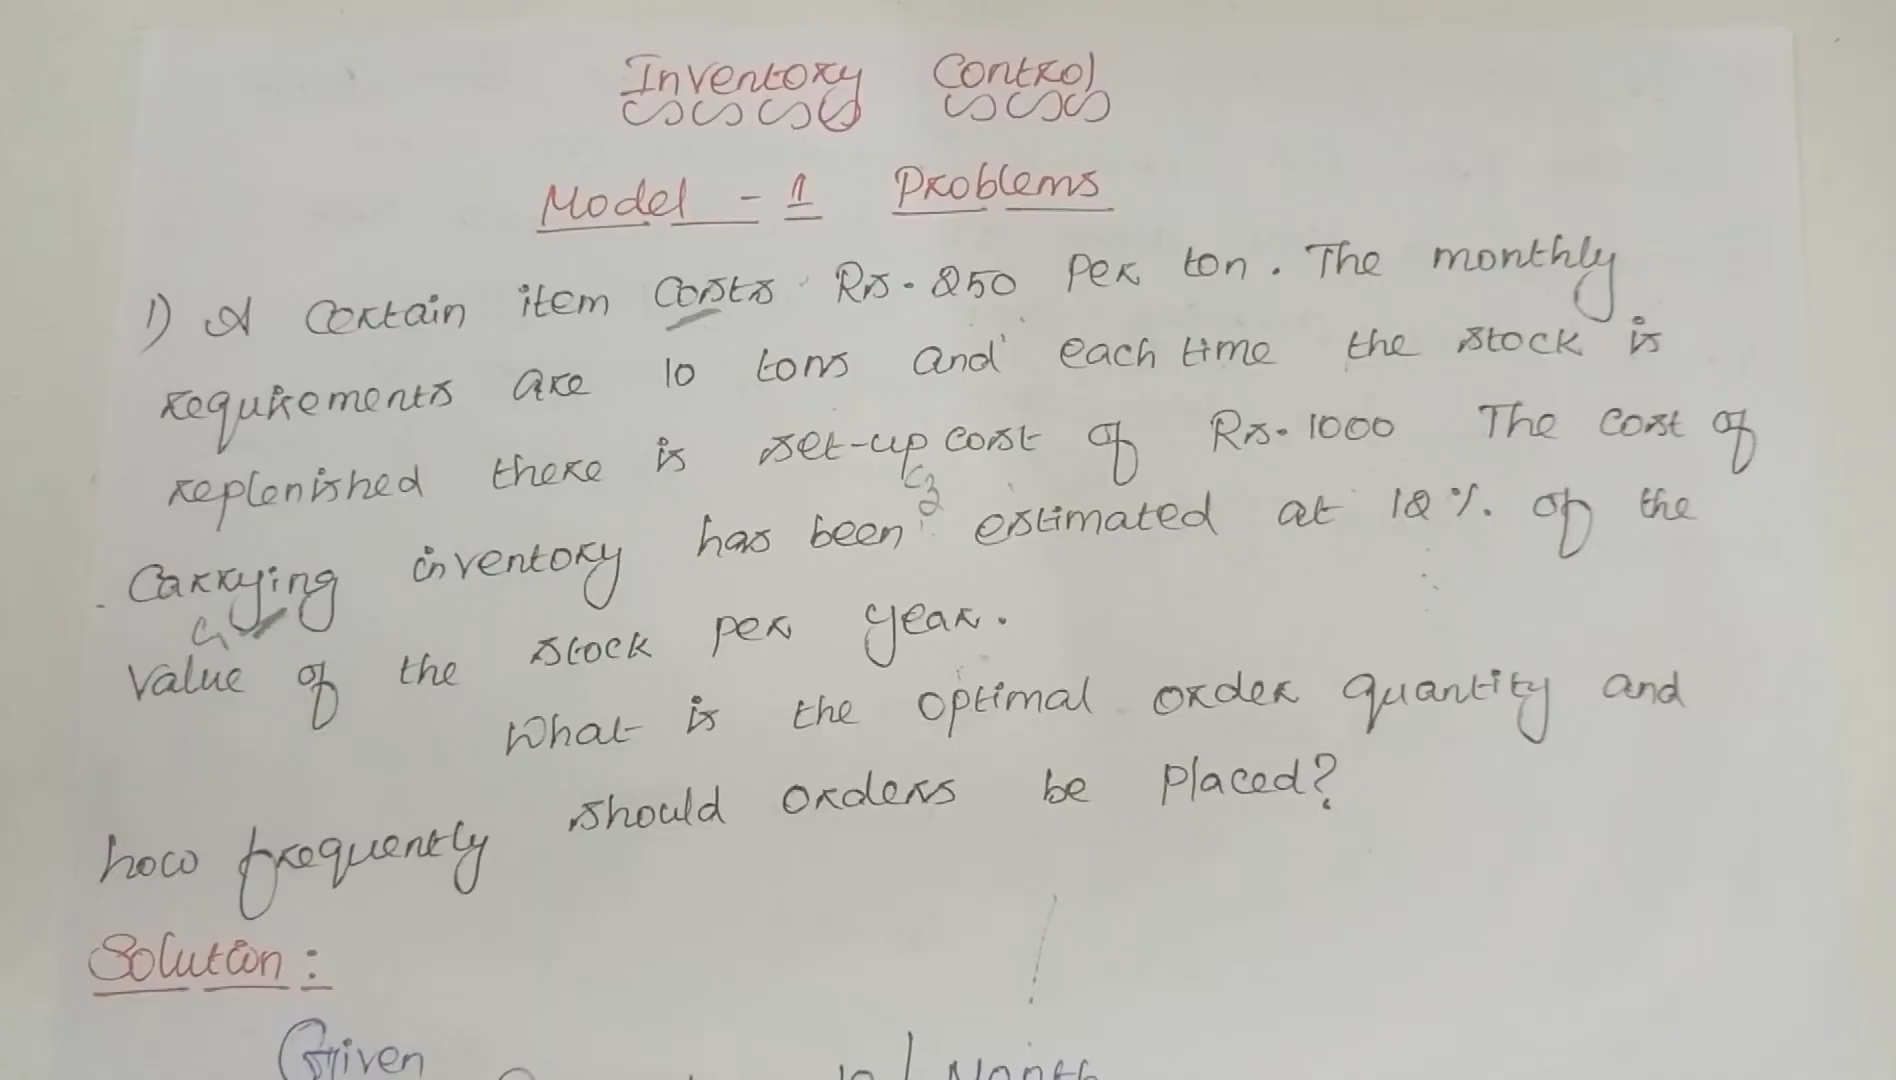 Inventory Control
Model - 1 Problems
1) A Certain item Costs Rs. 250 Per ton. The monthly
requirements are 10 tons and each time the stock is
replenished there is set-up cost of Rs. 1000 The cost of
C3
Carrying inventory has been estimated at 12 %. of the
C1
Value of the stock per year.
What is the optimal order quantity and
how frequently should orders be placed?
Solution :
Given 10 / Month